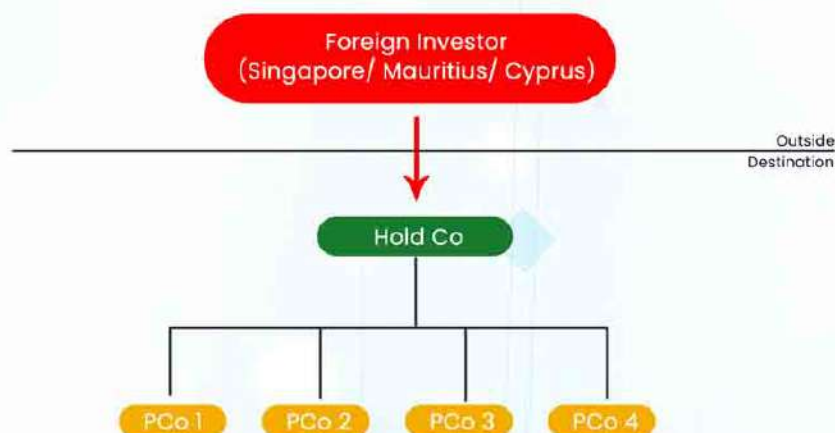 Foreign Investor
(Singapore/ Mauritius/ Cyprus)
Outside
Destination
Hold Co
PCo 1
PCo 2
PCo 3
PCo 4